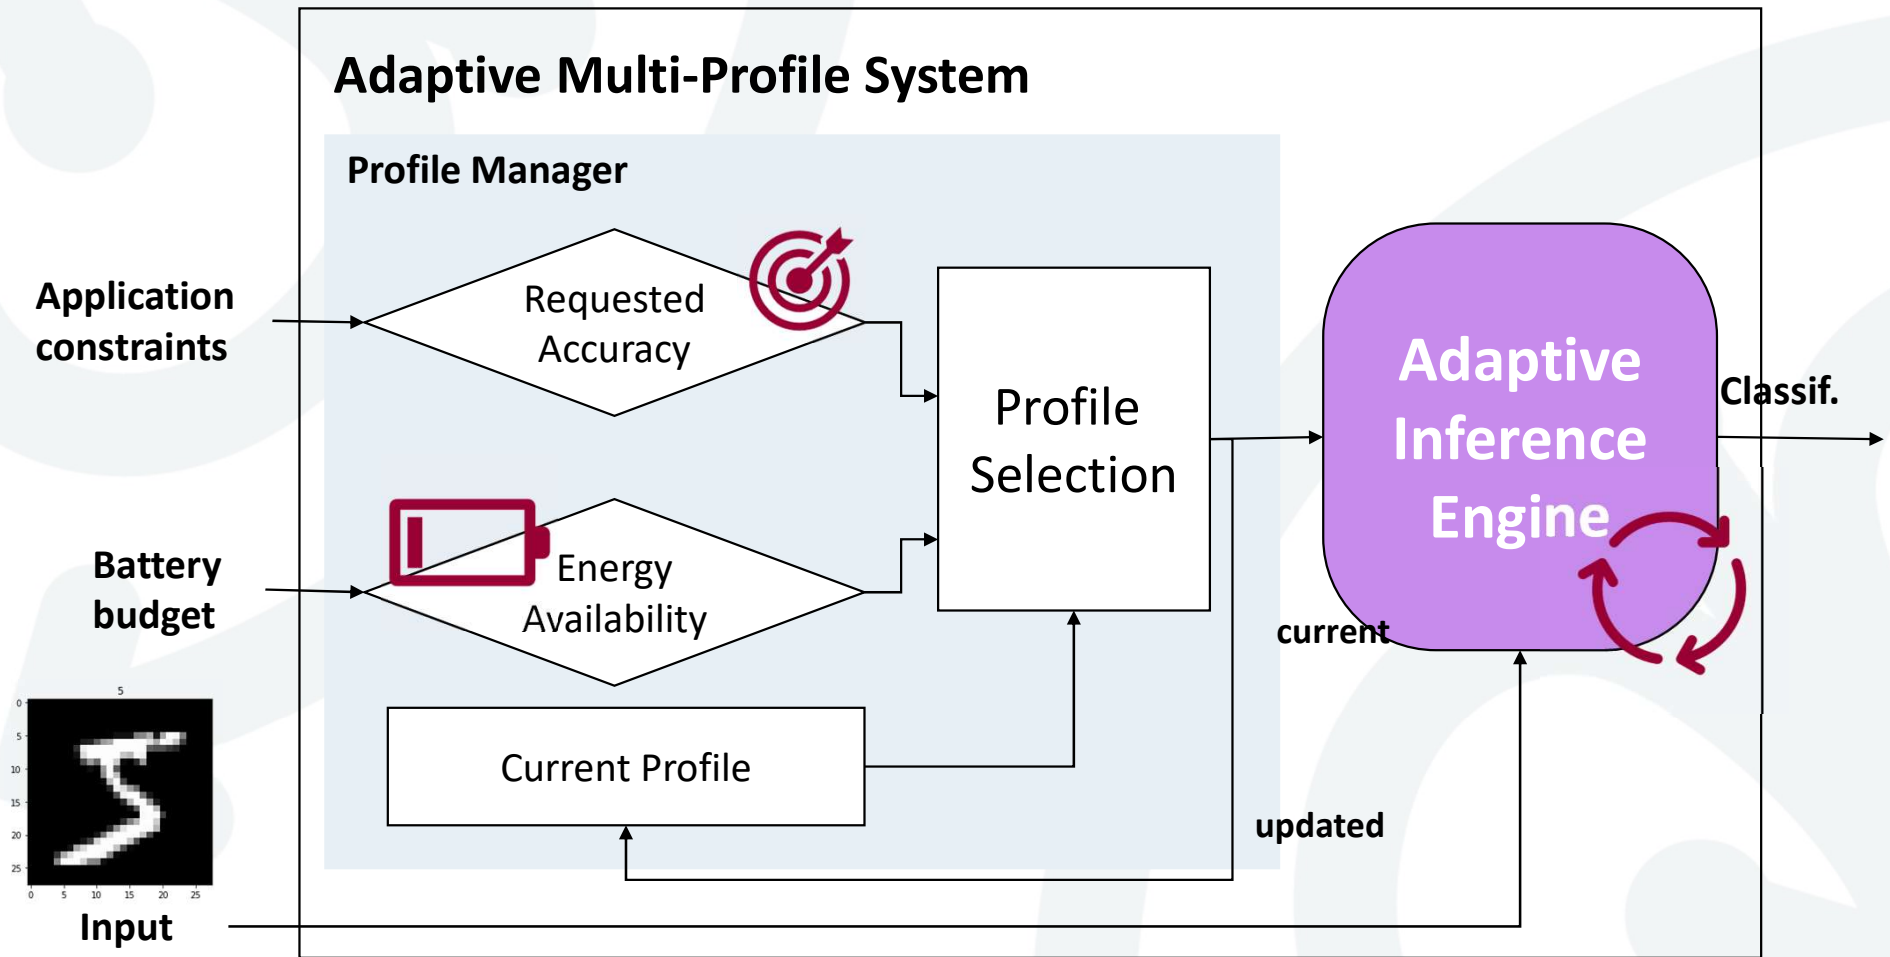 Adaptive Multi-Profile System
Profile Manager
Application
constraints
Requested
Accuracy
Profile
Selection
Adaptive
Inference
Engine
Classif.
Battery
budget
Energy
Availability
current
Current Profile
updated
5
0
5
10
15
20
25
0 5 10 15 20 25
Input